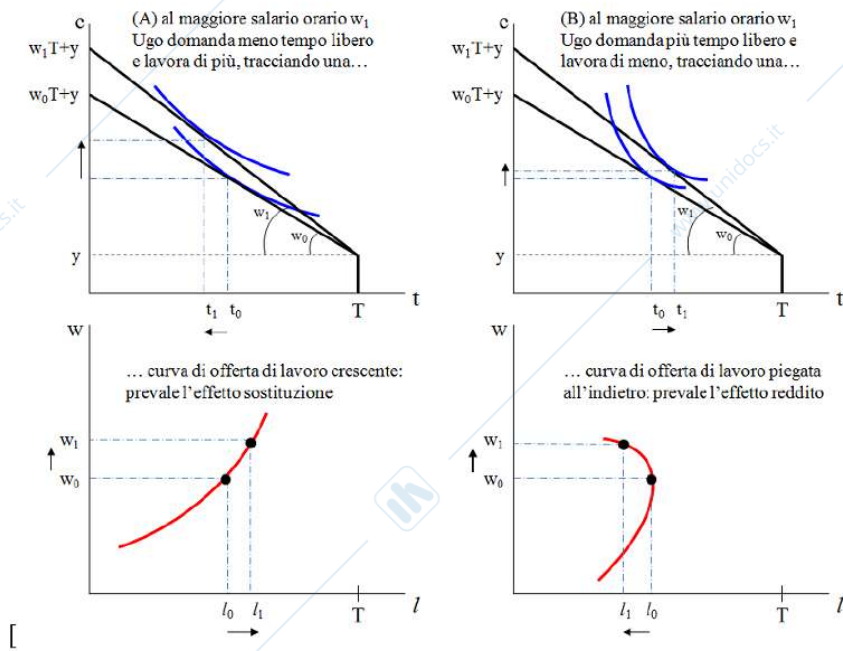 c
(A) al maggiore salario orario w₁
Ugo domanda meno tempo libero
e lavora di più, tracciando una…
w₁T+y
w₀T+y
w₁
w₀
y
t₁ t₀
T
t
c
(B) al maggiore salario orario w₁
Ugo domanda più tempo libero e
lavora di meno, tracciando una…
w₁T+y
w₀T+y
w₁
w₀
y
t₀ t₁
T
t
w
… curva di offerta di lavoro crescente:
prevale l’effetto sostituzione
w₁
w₀
l₀ l₁
T
l
w
… curva di offerta di lavoro piegata
all’indietro: prevale l’effetto reddito
w₁
w₀
l₁ l₀
T
l
[